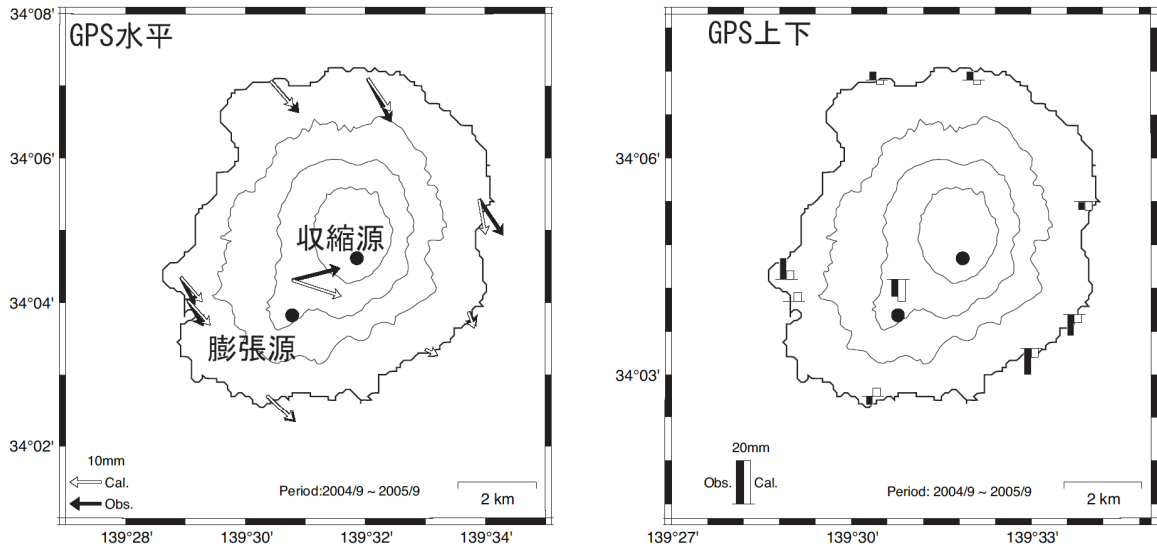 GPS水平
34°08'
34°06'
34°04'
34°02'
収縮源
膨張源
10mm
Cal.
Obs.
Period:2004/9 ~ 2005/9
2 km
139°28'
139°30'
139°32'
139°34'
GPS上下
34°06'
34°03'
20mm
Obs.
Cal.
Period: 2004/9 ~ 2005/9
2 km
139°27'
139°30'
139°33'